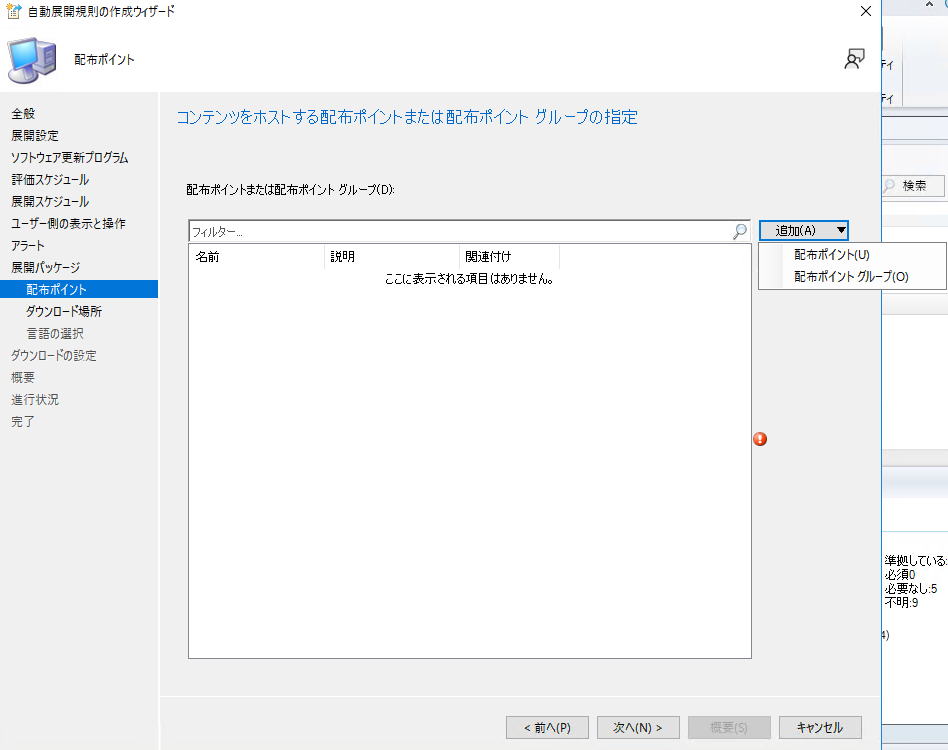 自動展開規則の作成ウィザード
配布ポイント
ティ
ティ
全般
展開設定
ソフトウェア更新プログラム
評価スケジュール
展開スケジュール
ユーザー側の表示と操作
アラート
展開パッケージ
配布ポイント
ダウンロード場所
言語の選択
ダウンロードの設定
概要
進行状況
完了
コンテンツをホストする配布ポイントまたは配布ポイント グループの指定
配布ポイントまたは配布ポイント グループ(D):
検索
フィルター...
追加(A)
配布ポイント(U)
配布ポイント グループ(O)
名前 説明 関連付け
ここに表示される項目はありません。
準拠している:
必須0
必要なし:5
不明:9
4)
< 前へ(P) 次へ(N) > 概要(S) キャンセル